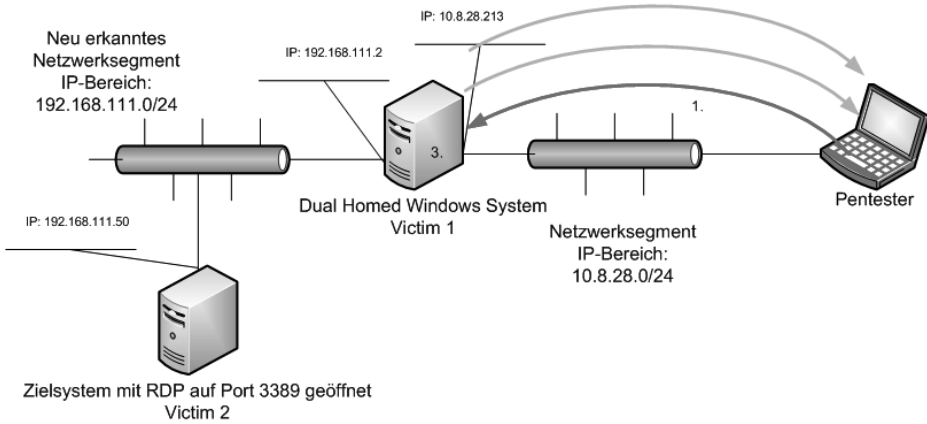 Neu erkanntes
Netzwerksegment
IP-Bereich:
192.168.111.0/24
IP: 192.168.111.2
IP: 10.8.28.213
1.
3.
Dual Homed Windows System
Victim 1
Netzwerksegment
IP-Bereich:
10.8.28.0/24
Pentester
IP: 192.168.111.50
Zielsystem mit RDP auf Port 3389 geöffnet
Victim 2